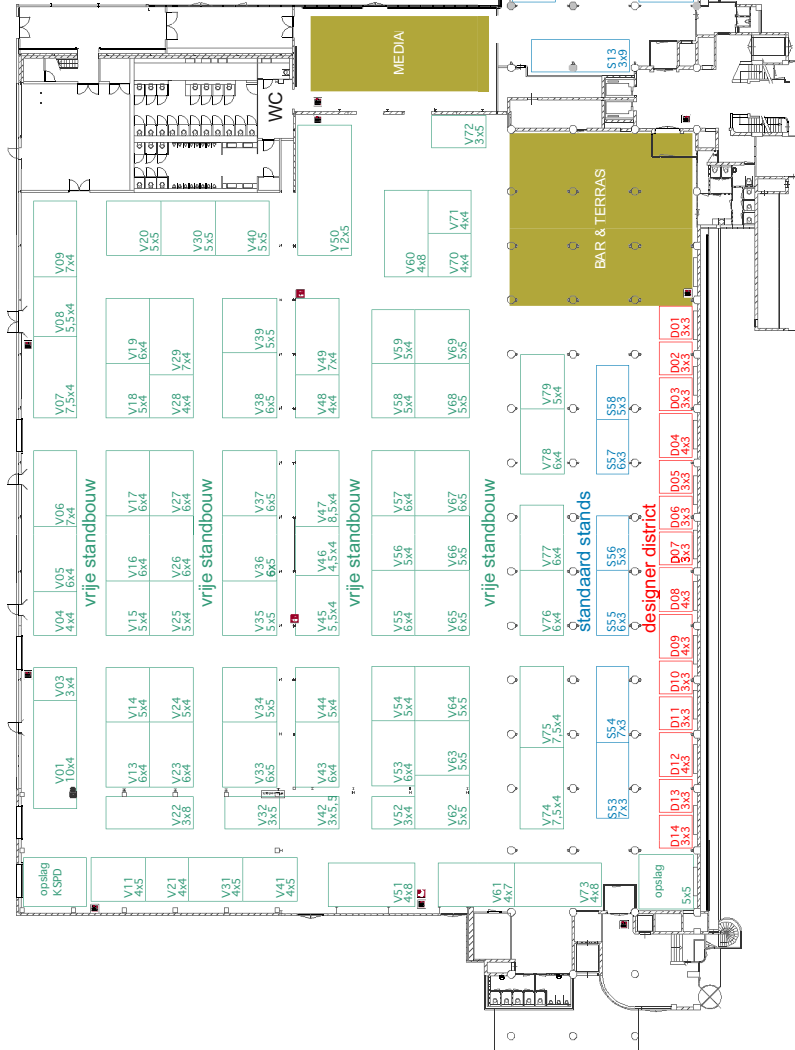 MEDIA
S13
3x9
WC
V72
3x5
BAR & TERRAS
V09
7x4
V20
5x5
V30
5x5
V40
5x5
V50
12x5
V60
4x8
V71
4x4
V70
4x4
V08
5,5x4
V07
7,5x4
V19
6x4
V18
5x4
V29
7x4
V28
4x4
V39
5x5
V38
6x5
V49
7x4
V48
4x4
V59
5x4
V58
5x4
V69
5x5
V68
5x5
V79
5x4
V78
6x4
S58
5x3
S57
6x3
D01
3x3
D02
3x3
D03
3x3
D04
4x3
D05
3x3
D06
3x3
D07
3x3
D08
4x3
D09
4x3
D10
3x3
D11
3x3
D12
4x3
D13
3x3
D14
3x3
V06
7x4
V05
6x4
V04
4x4
vrije standbouw
V17
6x4
V16
6x4
V15
5x4
V27
6x4
V26
6x4
V25
5x4
vrije standbouw
V37
6x5
V36
6x5
V35
5x5
V47
8,5x4
V46
4,5x4
V45
5,5x4
vrije standbouw
V57
6x4
V56
5x4
V55
6x4
V67
6x5
V66
5x5
V65
6x5
vrije standbouw
V77
6x4
V76
6x4
standaard stands
S56
5x3
S55
6x3
designer district
V03
3x4
V01
10x4
V14
5x4
V13
6x4
V24
5x4
V23
6x4
V22
3x8
V34
5x5
V33
6x5
V32
3x5
V44
5x4
V43
6x4
V42
3x5,5
V54
5x4
V53
6x4
V52
3x4
V64
5x5
V63
5x5
V62
5x5
V75
7,5x4
V74
7,5x4
S54
7x3
S53
7x3
opslag
KSPD
V11
4x5
V21
4x4
V31
4x5
V41
4x5
V51
4x8
V61
4x7
V73
4x8
opslag
5x5